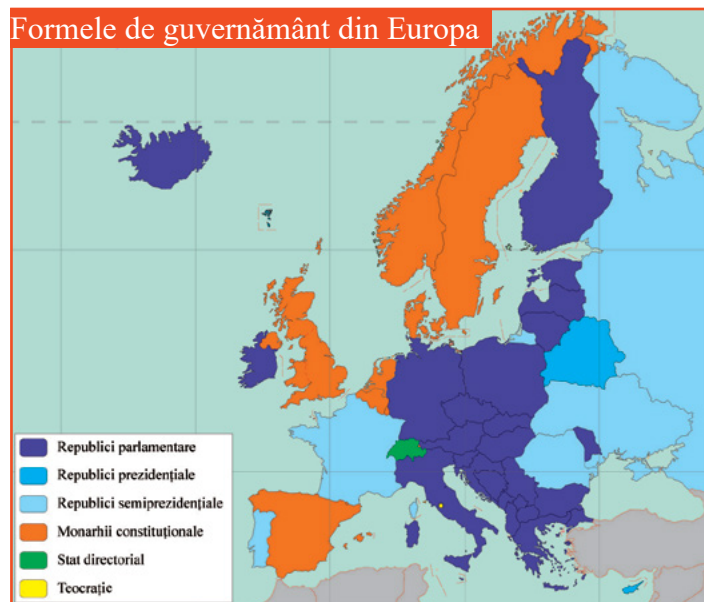 Formele de guvernământ din Europa
Republici parlamentare
Republici prezidențiale
Republici semiprezidențiale
Monarhii constituționale
Stat directorial
Teocrație